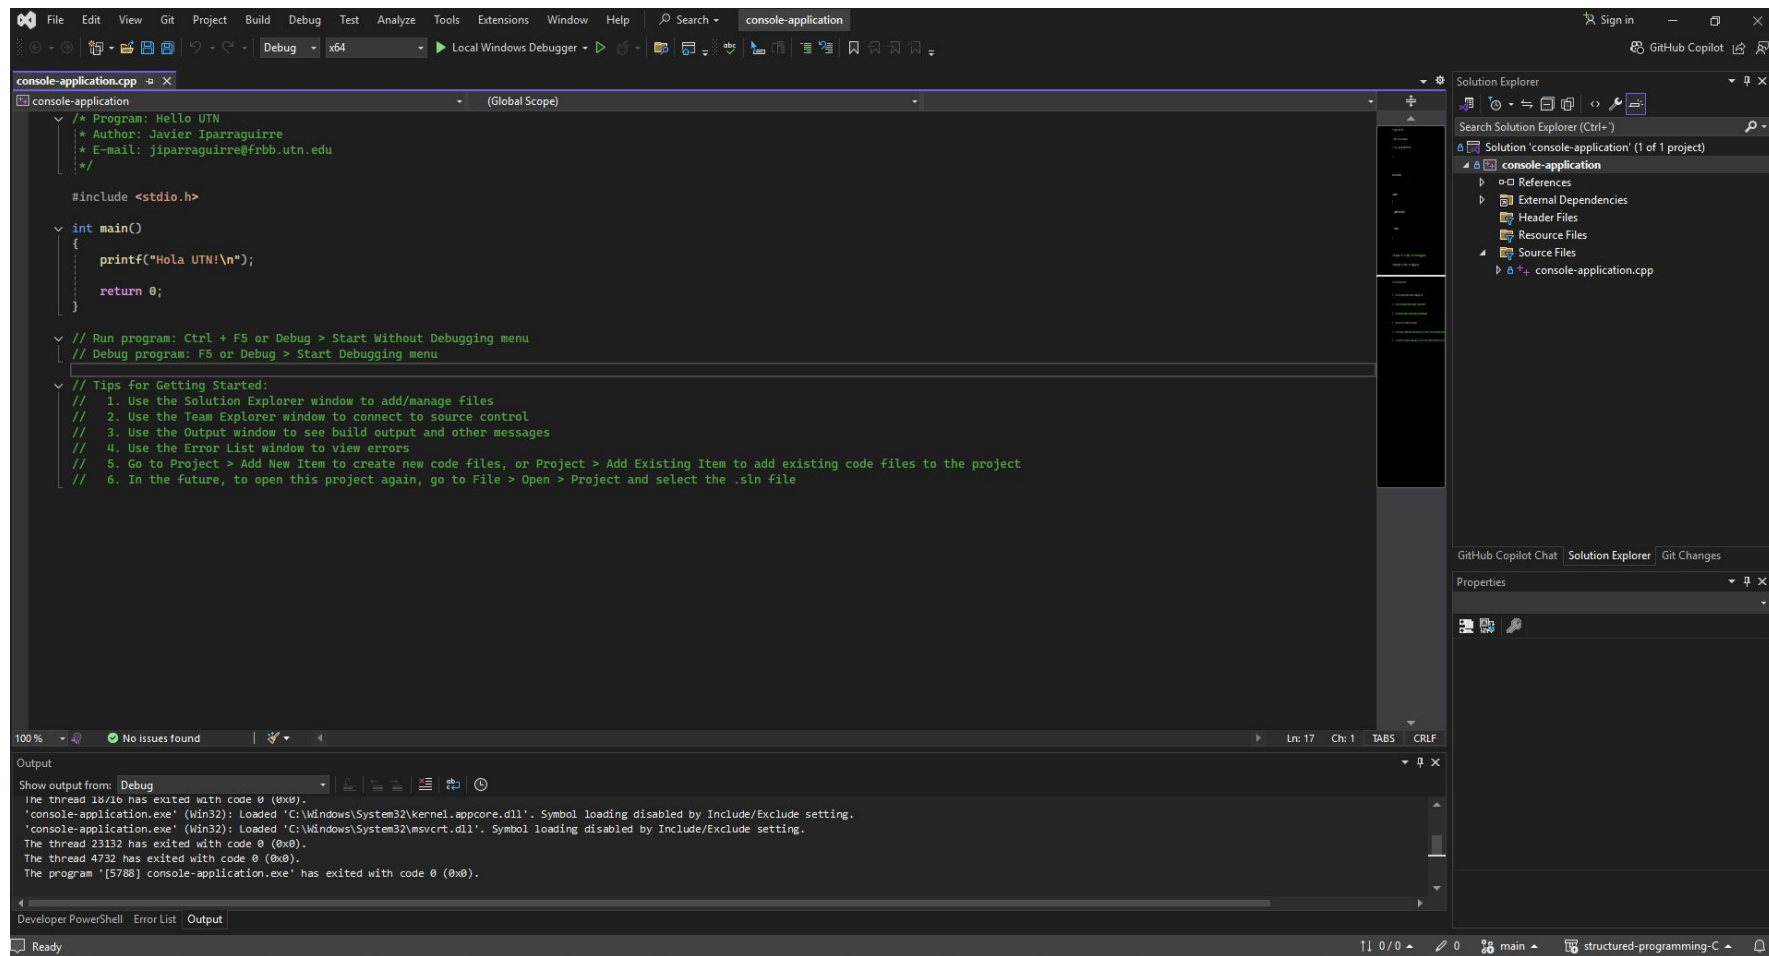 File Edit View Git Project Build Debug Test Analyze Tools Extensions Window Help Search console-application Sign in
Debug x64 Local Windows Debugger GitHub Copilot
console-application.cpp
console-application (Global Scope)
/* Program: Hello UTN
* Author: Javier Iparraguirre
* E-mail: jiparraguirre@frbb.utn.edu
*/
#include <stdio.h>
int main()
{
printf("Hola UTN!\n");
return 0;
}
// Run program: Ctrl + F5 or Debug > Start Without Debugging menu
// Debug program: F5 or Debug > Start Debugging menu
// Tips for Getting Started:
//   1. Use the Solution Explorer window to add/manage files
//   2. Use the Team Explorer window to connect to source control
//   3. Use the Output window to see build output and other messages
//   4. Use the Error List window to view errors
//   5. Go to Project > Add New Item to create new code files, or Project > Add Existing Item to add existing code files to the project
//   6. In the future, to open this project again, go to File > Open > Project and select the .sln file
100 % No issues found Ln: 17 Ch: 1 TABS CRLF
Solution Explorer
Search Solution Explorer (Ctrl+¨)
Solution 'console-application' (1 of 1 project)
console-application
References
External Dependencies
Header Files
Resource Files
Source Files
console-application.cpp
GitHub Copilot Chat Solution Explorer Git Changes
Properties
Output
Show output from: Debug
The thread 18716 has exited with code 0 (0x0).
'console-application.exe' (Win32): Loaded 'C:\Windows\System32\kernel.appcore.dll'. Symbol loading disabled by Include/Exclude setting.
'console-application.exe' (Win32): Loaded 'C:\Windows\System32\msvcrt.dll'. Symbol loading disabled by Include/Exclude setting.
The thread 23132 has exited with code 0 (0x0).
The thread 4732 has exited with code 0 (0x0).
The program '[5788] console-application.exe' has exited with code 0 (0x0).
Developer PowerShell Error List Output
Ready 0 / 0 0 main structured-programming-C